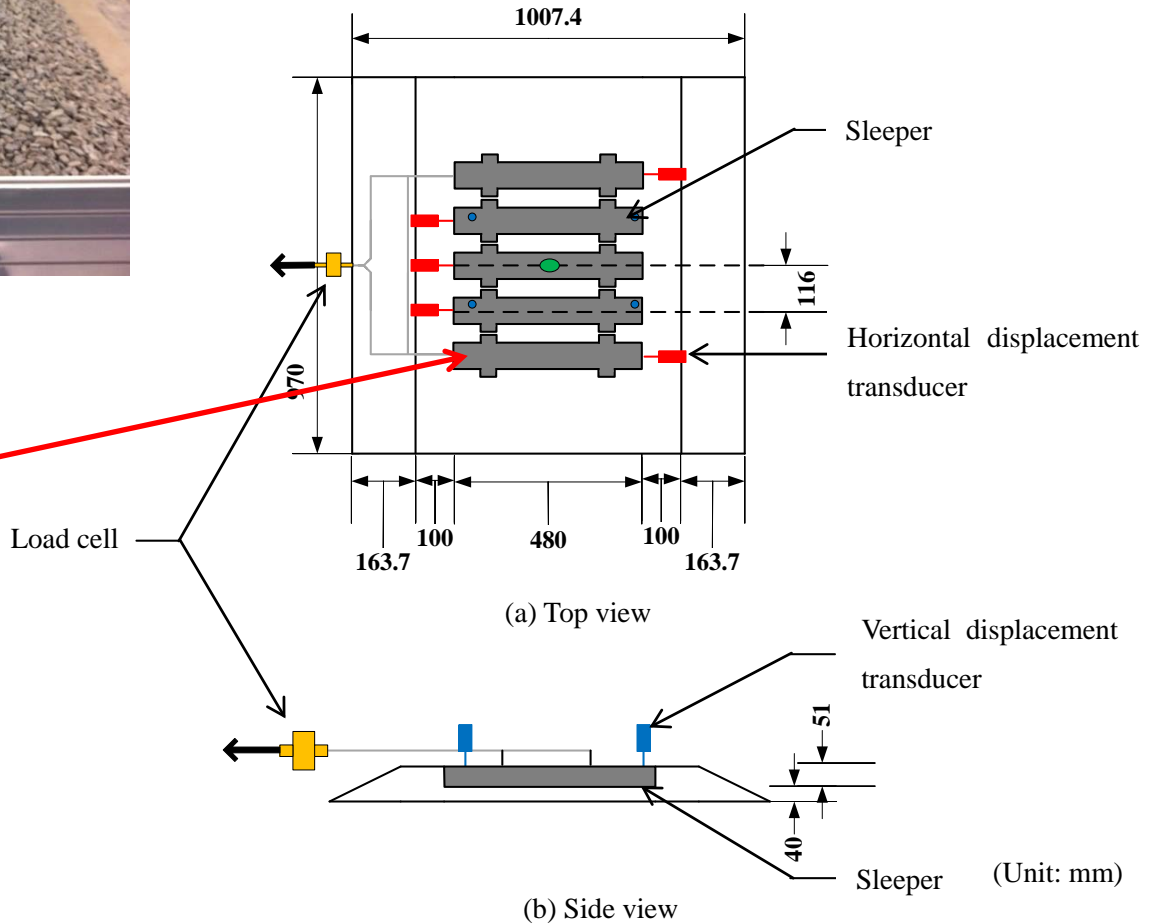 1007.4
Sleeper
116
Horizontal displacement
transducer
970
Load cell
100
480
100
163.7
163.7
(a) Top view
Vertical displacement
transducer
51
40
Sleeper
(Unit: mm)
(b) Side view